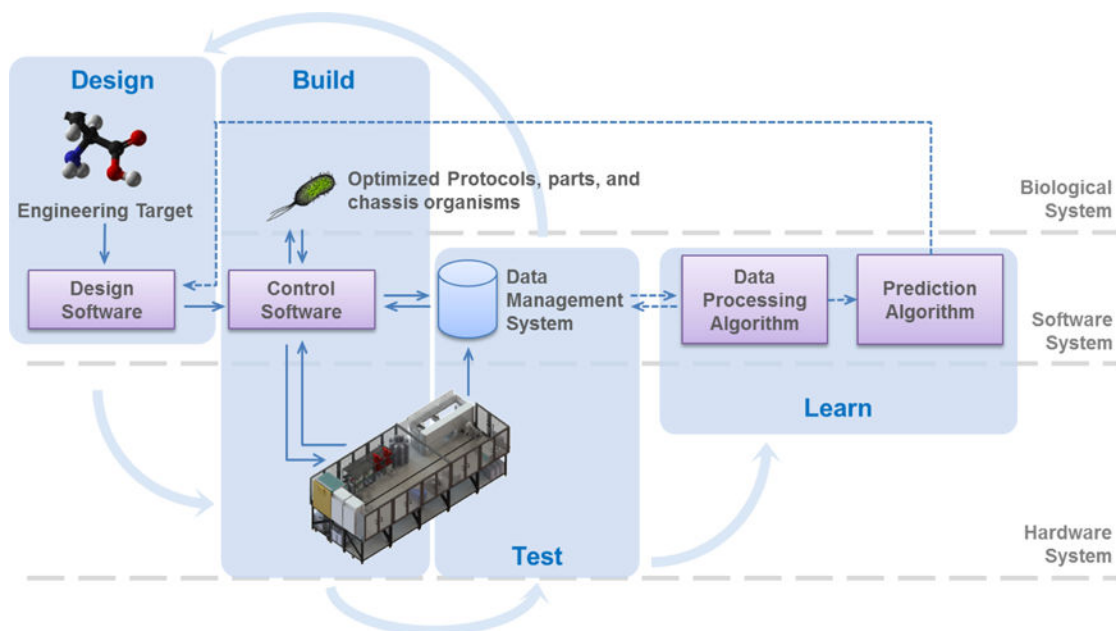 Design
Build
Engineering Target
Optimized Protocols, parts, and
chassis organisms
Biological
System
Design
Software
Control
Software
Data
Management
System
Data
Processing
Algorithm
Prediction
Algorithm
Software
System
Learn
Test
Hardware
System